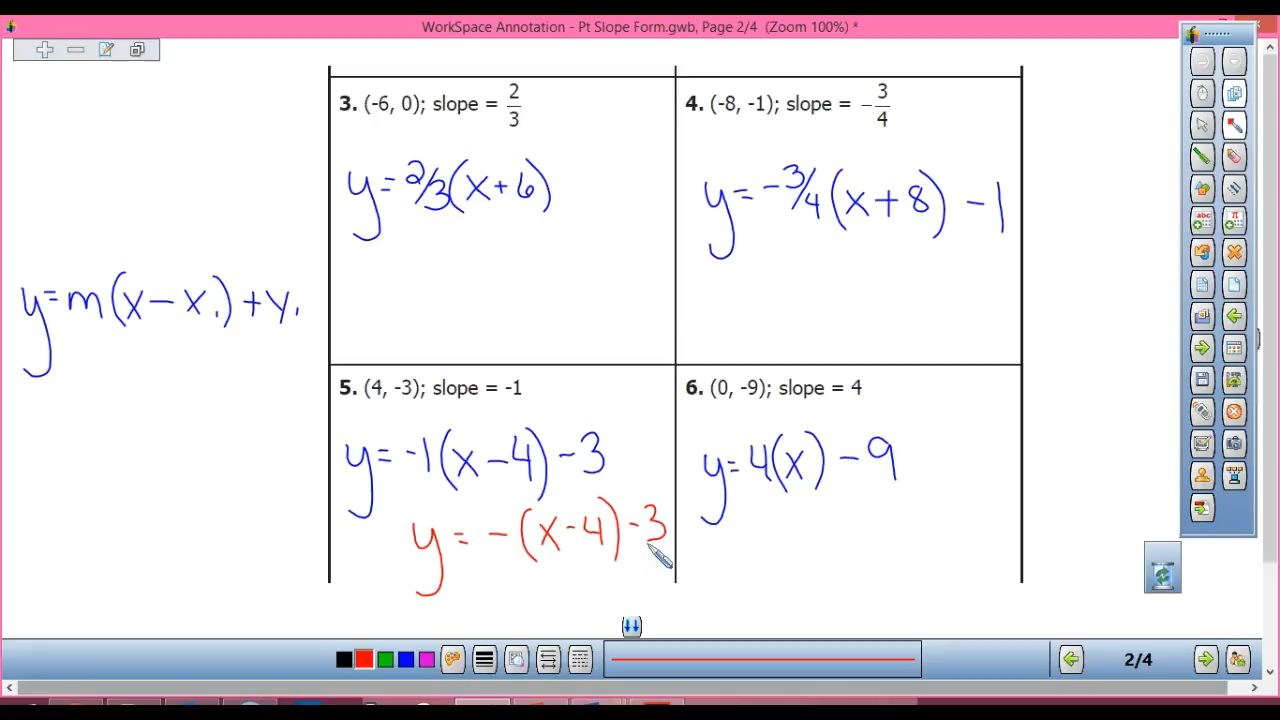 WorkSpace Annotation - Pt Slope Form.gwb, Page 2/4 (Zoom 100%) *
3. (-6, 0); slope = 2/3
y=2/3(x+6)
4. (-8, -1); slope = -3/4
y=-3/4(x+8)-1
y=m(x-x₁)+y₁
5. (4, -3); slope = -1
y=-1(x-4)-3
y=-(x-4)-3
6. (0, -9); slope = 4
y=4(x)-9
abc
π
2/4